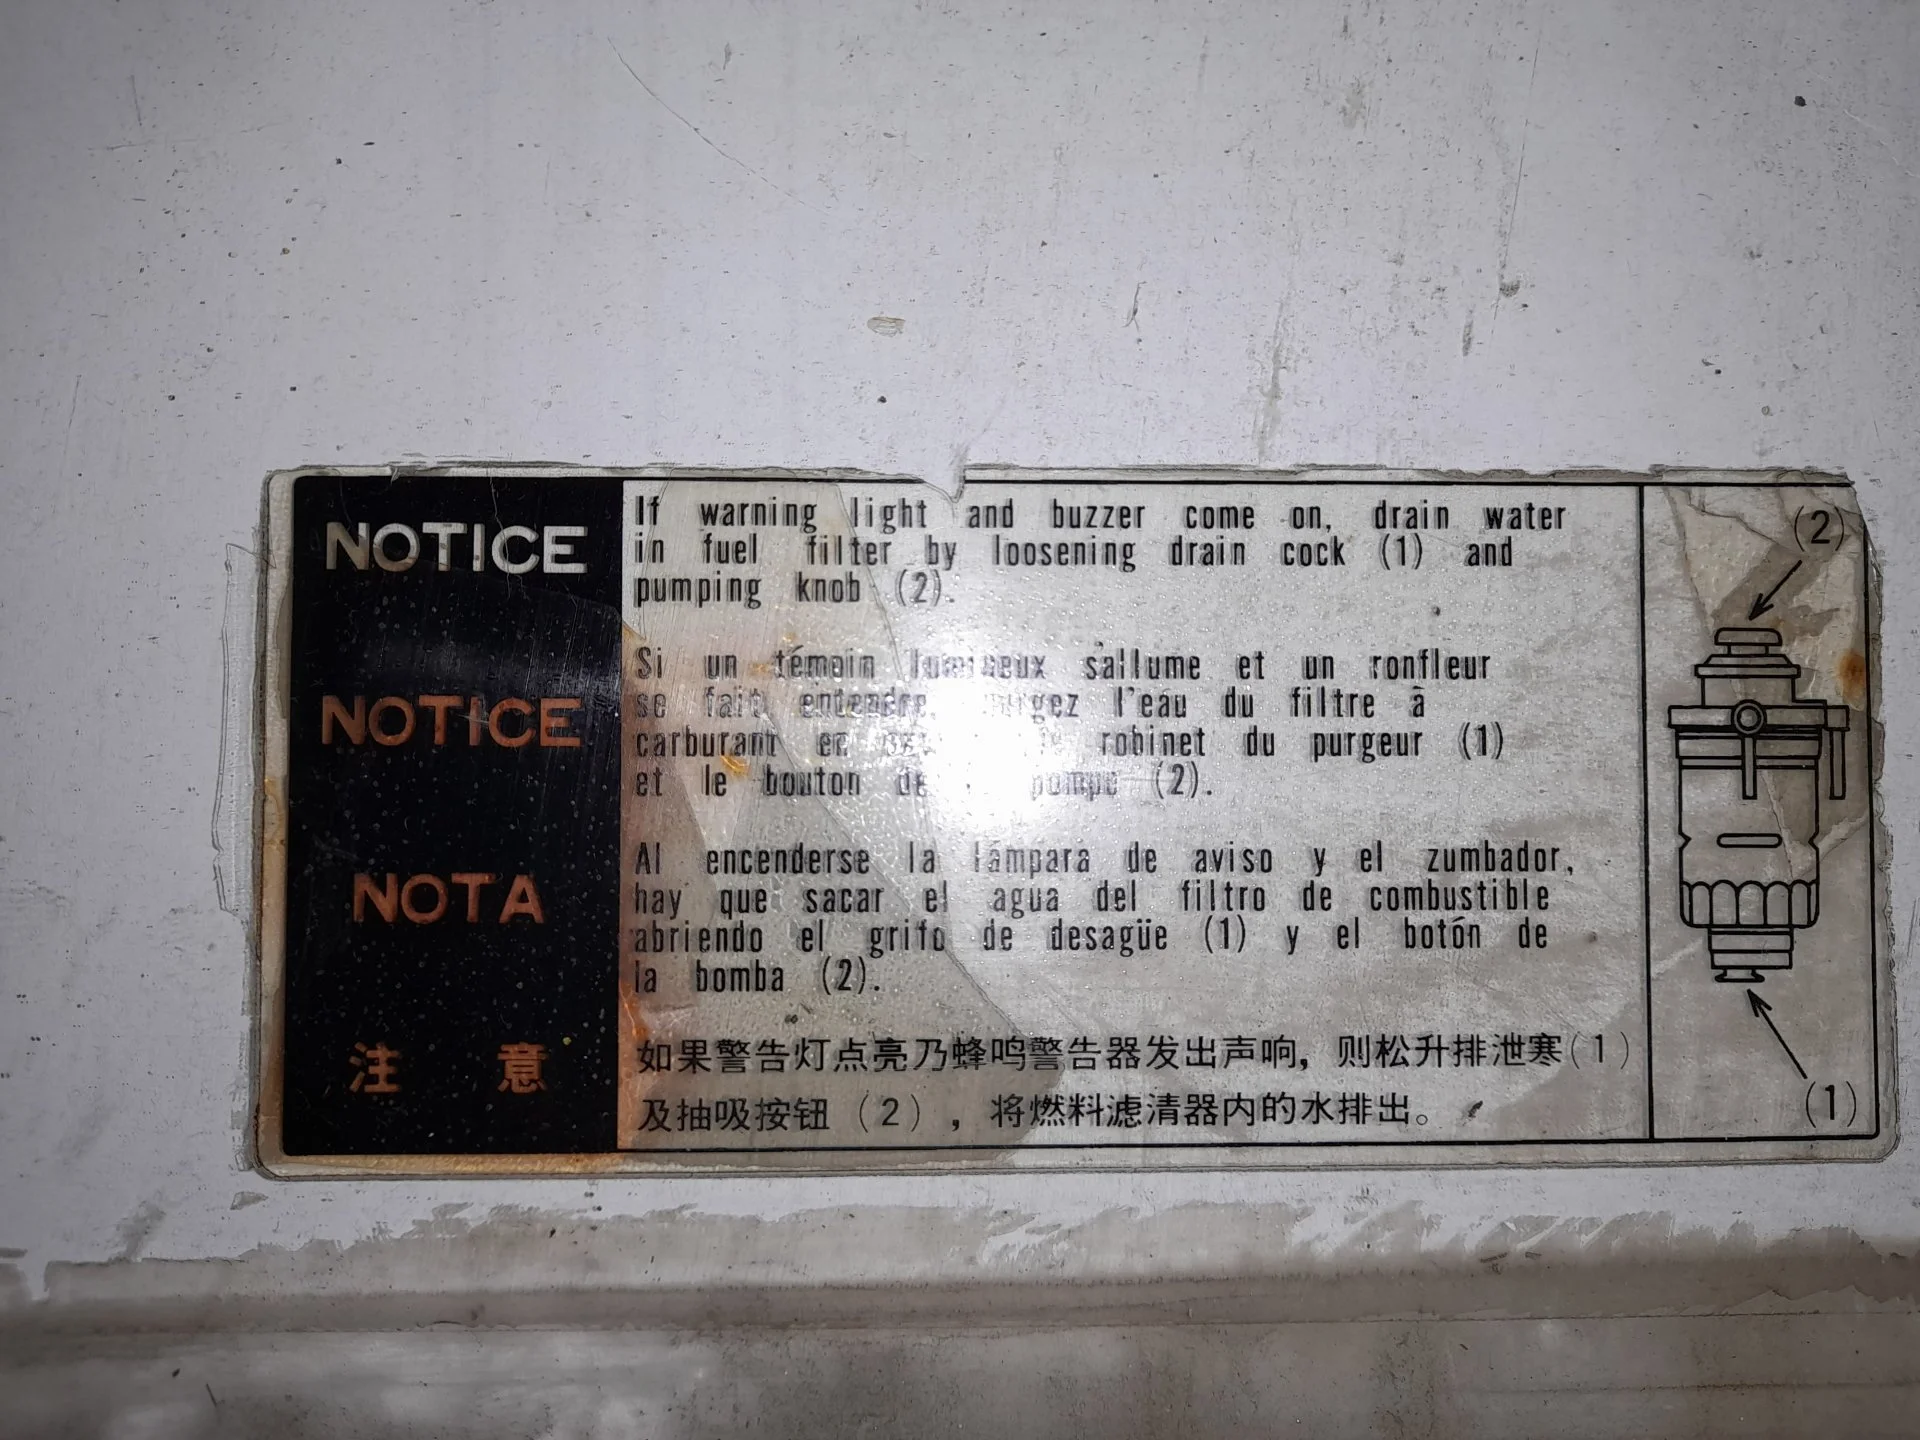 NOTICE
If warning light and buzzer come on, drain water
in fuel filter by loosening drain cock (1) and
pumping knob (2).
NOTICE
Si un témoin lumineux sallume et un ronfleur
se fait entendre, l'eau du filtre à
carburant en robinet du purgeur (1)
et le bouton de pompe (2).
NOTA
Al encenderse la lámpara de aviso y el zumbador,
hay que sacar el agua del filtro de combustible
abriendo el grifo de desagüe (1) y el botón de
la bomba (2).
注 意
如果警告灯点亮乃蜂鸣警告器发出声响，则松升排泄寒(1)
及抽吸按钮（2），将燃料滤清器内的水排出。
(2)
(1)